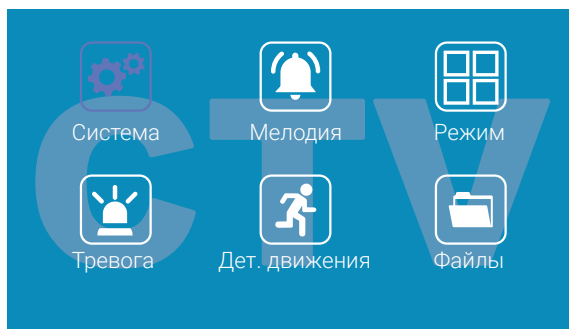 CTV
Система
Мелодия
Режим
Тревога
Дет. движения
Файлы